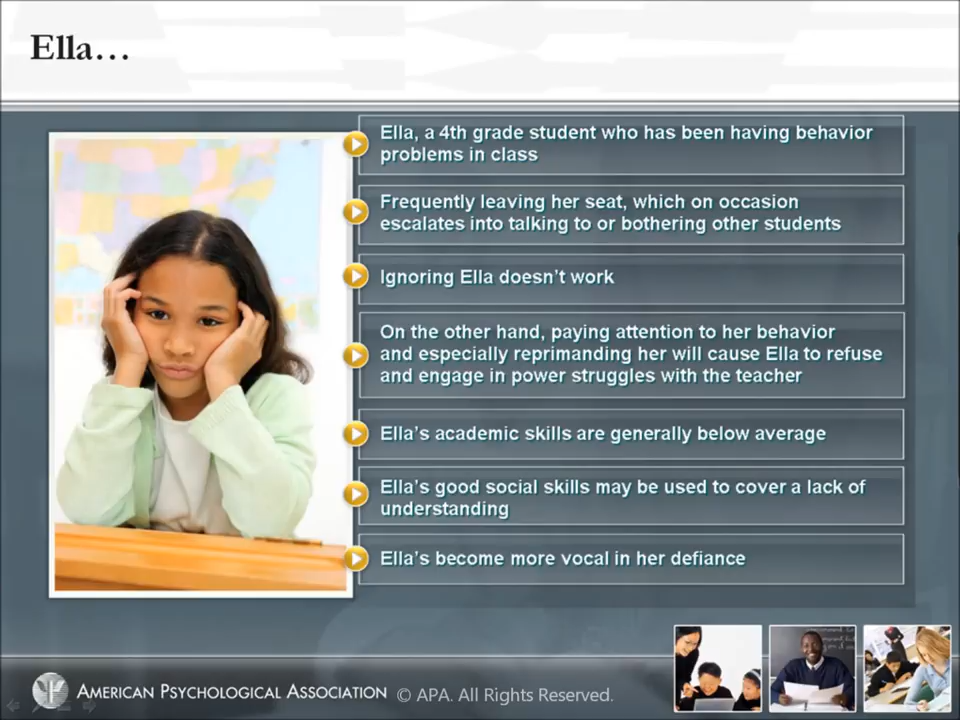 Ella…
Ella, a 4th grade student who has been having behavior
problems in class
Frequently leaving her seat, which on occasion
escalates into talking to or bothering other students
Ignoring Ella doesn’t work
On the other hand, paying attention to her behavior
and especially reprimanding her will cause Ella to refuse
and engage in power struggles with the teacher
Ella’s academic skills are generally below average
Ella’s good social skills may be used to cover a lack of
understanding
Ella’s become more vocal in her defiance
AMERICAN PSYCHOLOGICAL ASSOCIATION © APA. All Rights Reserved.